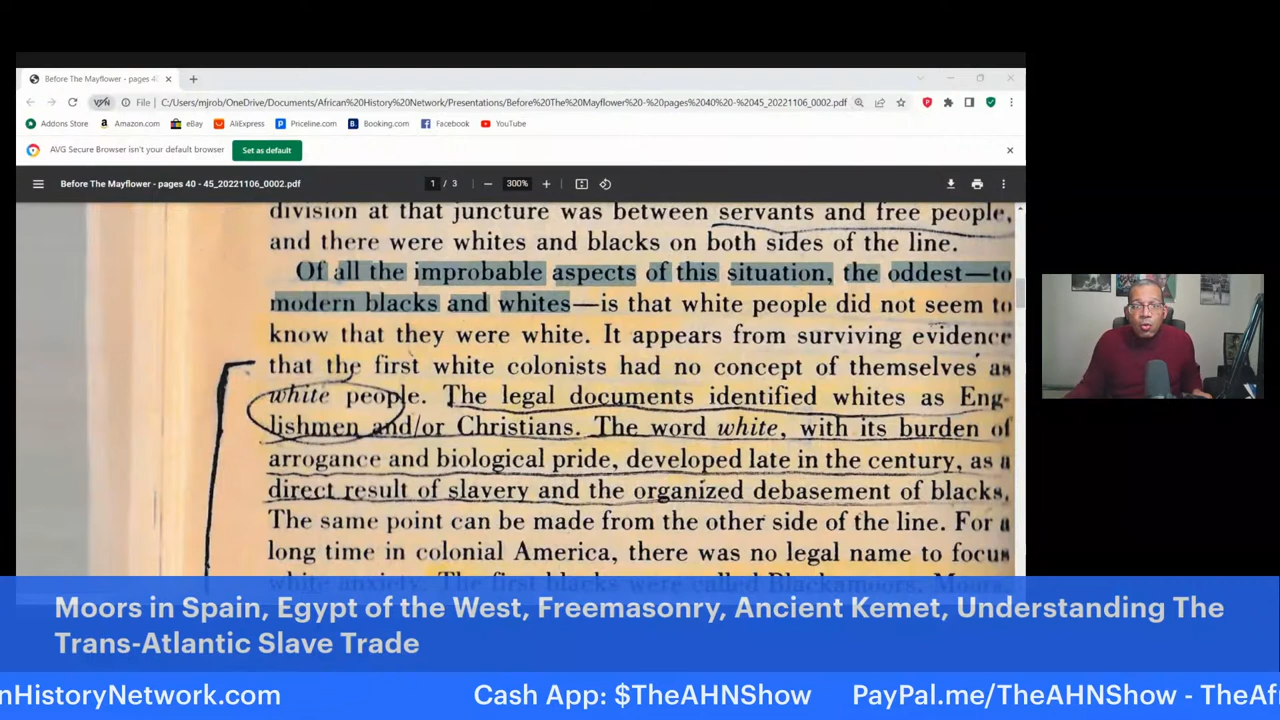 Before The Mayflower - pages 4
File | C:/Users/mjrob/OneDrive/Documents/African%20History%20Network/Presentations/Before%20The%20Mayflower%20-%20pages%2040%20-%2045_20221106_0002.pdf
Addons Store Amazon.com eBay AliExpress Priceline.com Booking.com Facebook YouTube
AVG Secure Browser isn't your default browser Set as default
Before The Mayflower - pages 40 - 45_20221106_0002.pdf 1 / 3 300%
division at that juncture was between servants and free people,
and there were whites and blacks on both sides of the line.
Of all the improbable aspects of this situation, the oddest—to
modern blacks and whites—is that white people did not seem to
know that they were white. It appears from surviving evidence
that the first white colonists had no concept of themselves as
white people. The legal documents identified whites as Eng-
lishmen and/or Christians. The word white, with its burden of
arrogance and biological pride, developed late in the century, as a
direct result of slavery and the organized debasement of blacks.
The same point can be made from the other side of the line. For a
long time in colonial America, there was no legal name to focus
white anxiety. The first blacks were called Blackamoors, Moors,
Moors in Spain, Egypt of the West, Freemasonry, Ancient Kemet, Understanding The
Trans-Atlantic Slave Trade
nHistoryNetwork.com Cash App: $TheAHNShow PayPal.me/TheAHNShow - TheAf